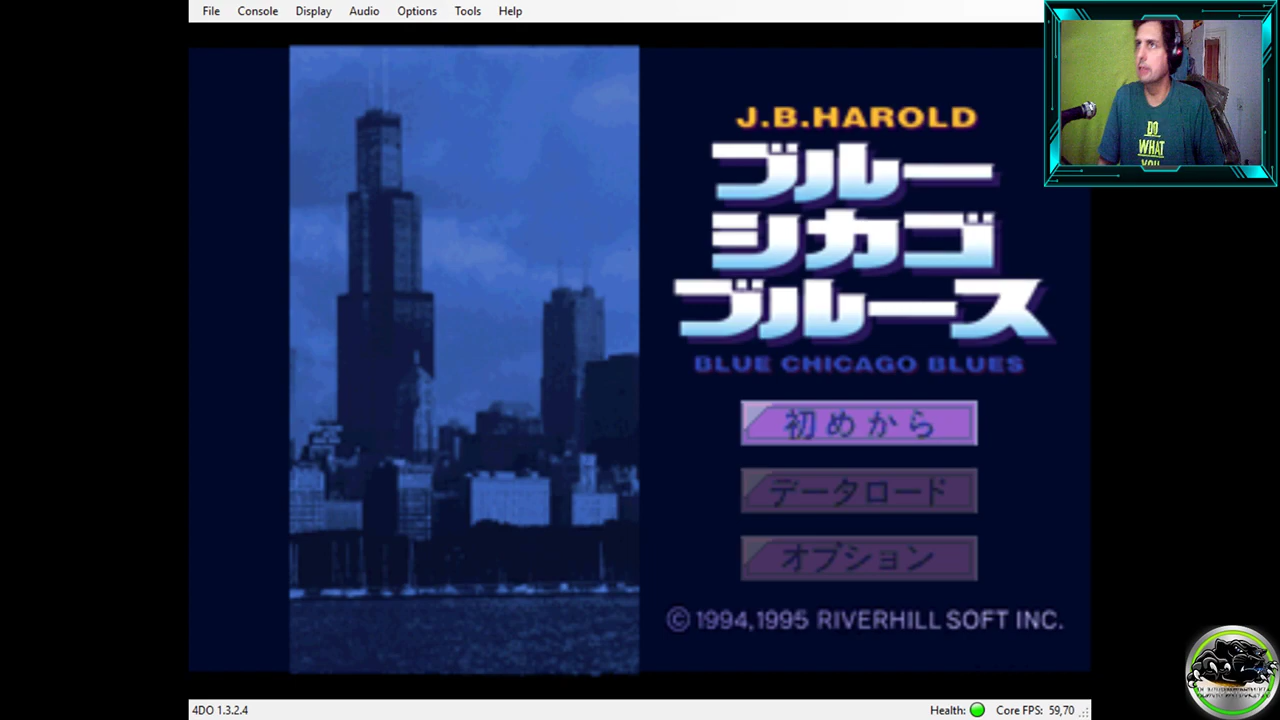 File Console Display Audio Options Tools Help
J.B.HAROLD
ブルー
シカゴ
ブルース
BLUE CHICAGO BLUES
初めから
データロード
オプション
© 1994,1995 RIVERHILL SOFT INC.
DO
WHAT
YOU
4DO 1.3.2.4
Health: Core FPS: 59,70